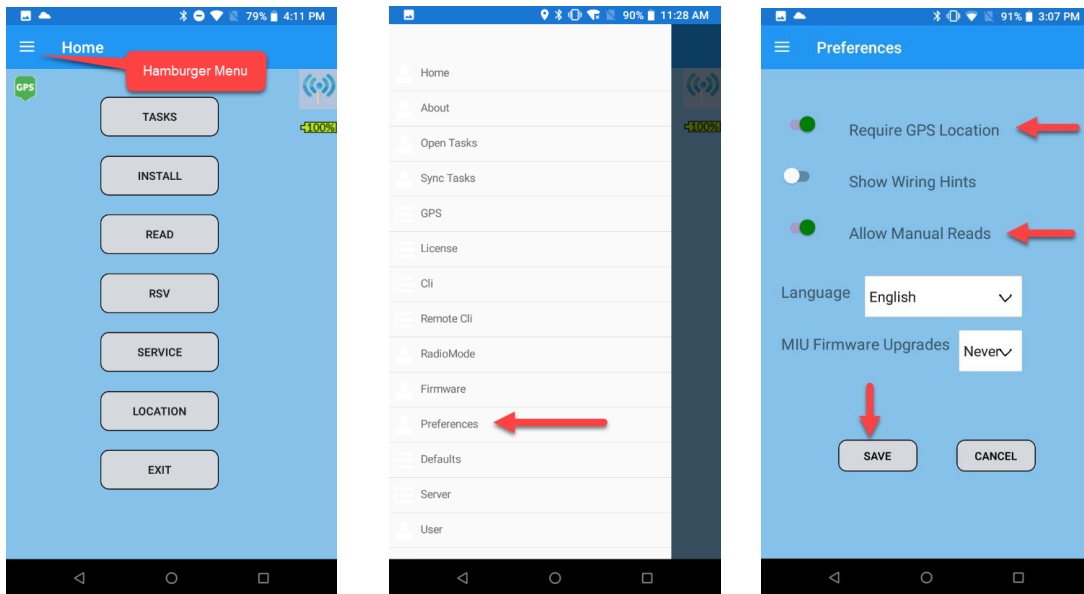 79% 4:11 PM
Home
Hamburger Menu
GPS
100%
TASKS
INSTALL
READ
RSV
SERVICE
LOCATION
EXIT
90% 11:28 AM
Home
About
100%
Open Tasks
Sync Tasks
GPS
License
Cli
Remote Cli
RadioMode
Firmware
Preferences
Defaults
Server
User
91% 3:07 PM
Preferences
Require GPS Location
Show Wiring Hints
Allow Manual Reads
Language English
MIU Firmware Upgrades Never
SAVE CANCEL